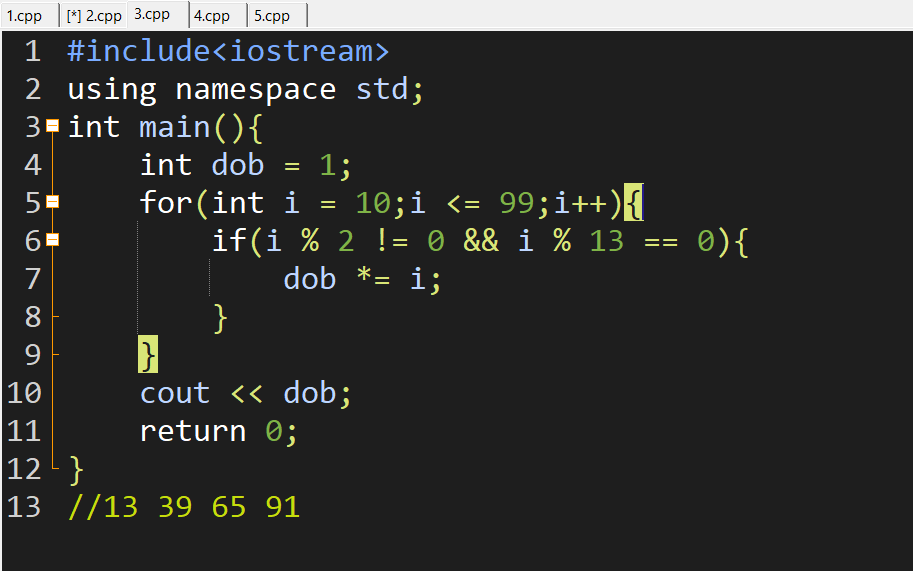 1.cpp [*] 2.cpp 3.cpp 4.cpp 5.cpp
1 #include<iostream>
2 using namespace std;
3 int main(){
4 int dob = 1;
5 for(int i = 10;i <= 99;i++){
6 if(i % 2 != 0 && i % 13 == 0){
7 dob *= i;
8 }
9 }
10 cout << dob;
11 return 0;
12 }
13 //13 39 65 91